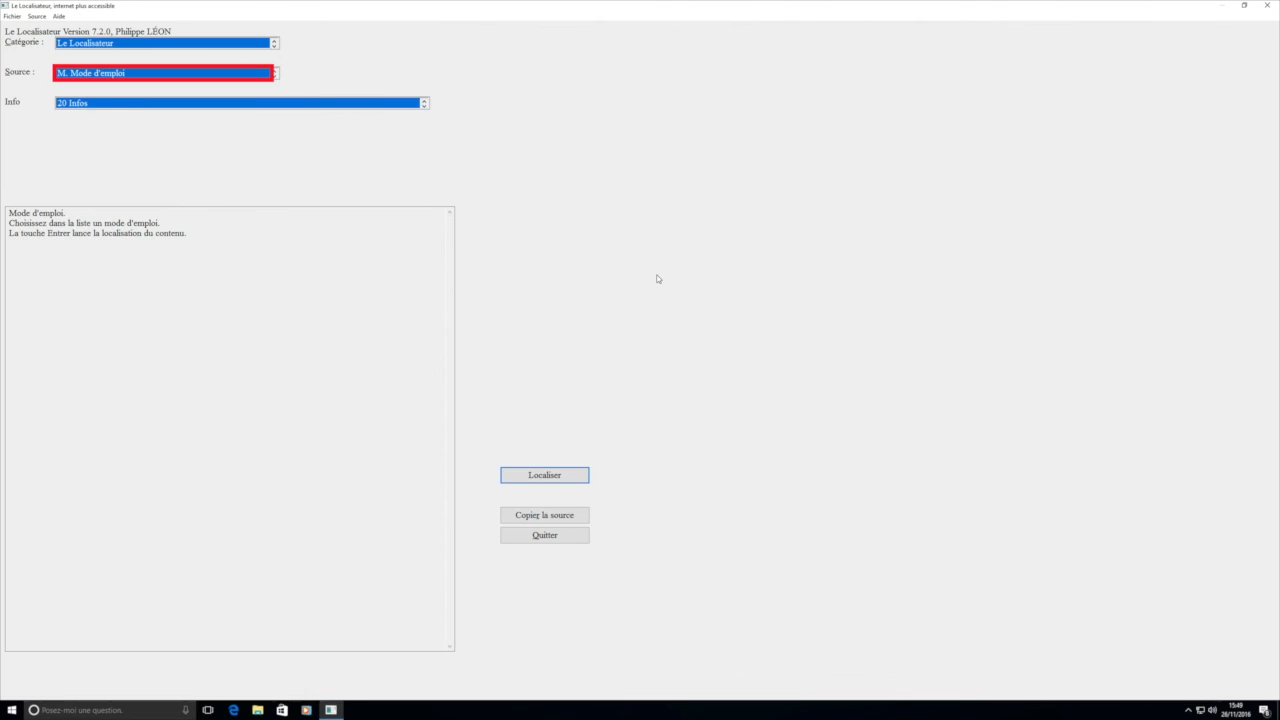 Le Localisateur, internet plus accessible
Fichier Source Aide
Le Localisateur Version 7.2.0, Philippe LÉON
Catégorie : Le Localisateur
Source : M. Mode d'emploi
Info 20 Infos
Mode d'emploi.
Choisissez dans la liste un mode d'emploi.
La touche Entrer lance la localisation du contenu.
Localiser
Copier la source
Quitter
Posez-moi une question.
15:49
26/11/2016